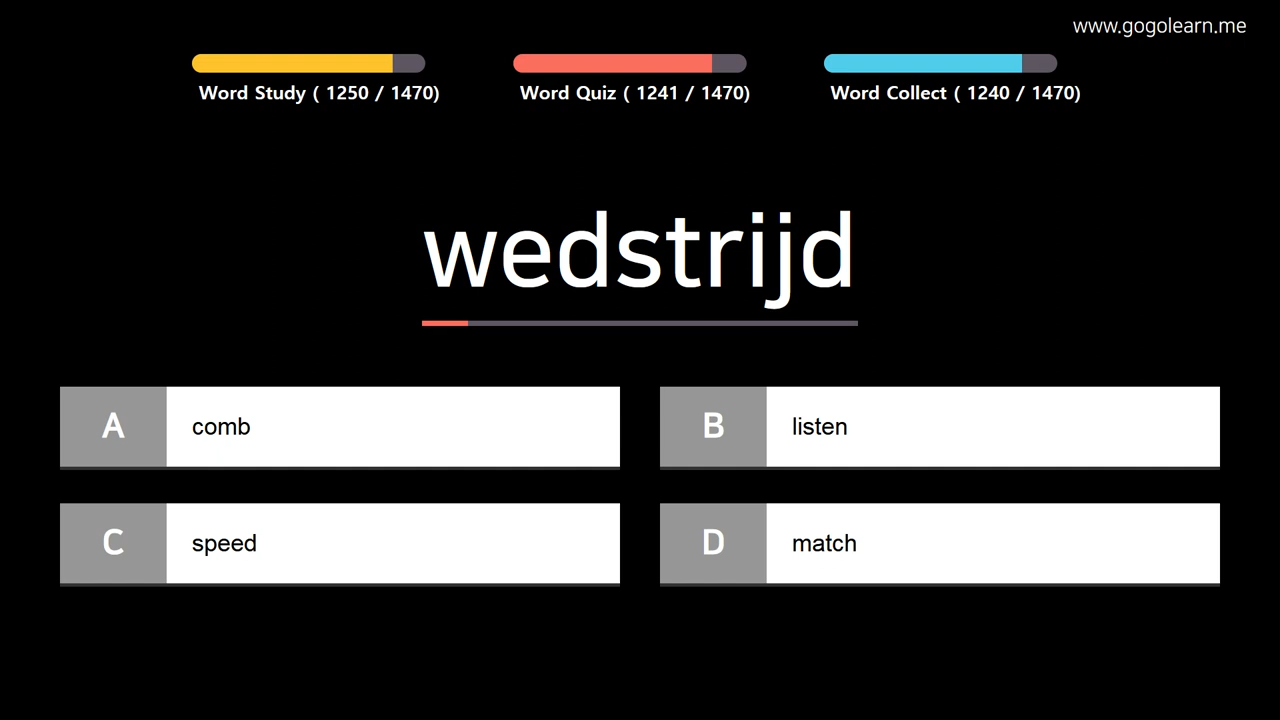 www.gogolearn.me
Word Study ( 1250 / 1470)
Word Quiz ( 1241 / 1470)
Word Collect ( 1240 / 1470)
wedstrijd
A comb
B listen
C speed
D match